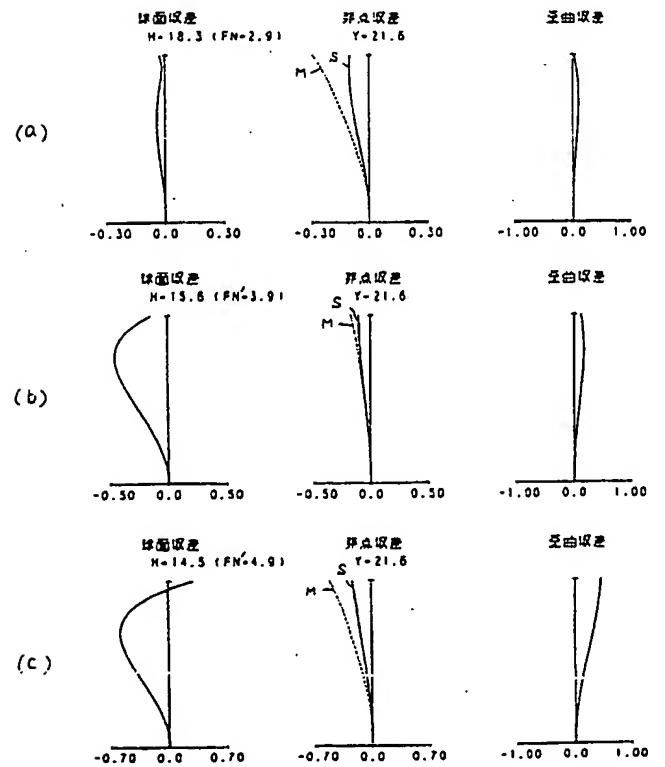 球面収差
H=18.3 (FN=2.9)
非点収差
Y=21.6
歪曲収差
(a)
M
S
-0.30 0.0 0.30
-0.30 0.0 0.30
-1.00 0.0 1.00
球面収差
H=15.6 (FN'=3.9)
非点収差
Y=21.6
歪曲収差
(b)
S
M
-0.50 0.0 0.50
-0.50 0.0 0.50
-1.00 0.0 1.00
球面収差
H=14.5 (FN'=4.9)
非点収差
Y=21.6
歪曲収差
(c)
S
M
-0.70 0.0 0.70
-0.70 0.0 0.70
-1.00 0.0 1.00